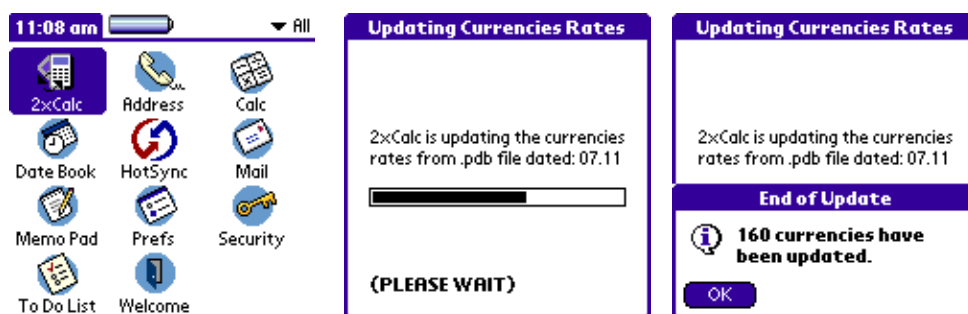 11:08 am All
2xCalc Address Calc
Date Book HotSync Mail
Memo Pad Prefs Security
To Do List Welcome
Updating Currencies Rates
2xCalc is updating the currencies
rates from .pdb file dated: 07.11
(PLEASE WAIT)
Updating Currencies Rates
2xCalc is updating the currencies
rates from .pdb file dated: 07.11
End of Update
160 currencies have
been updated.
OK